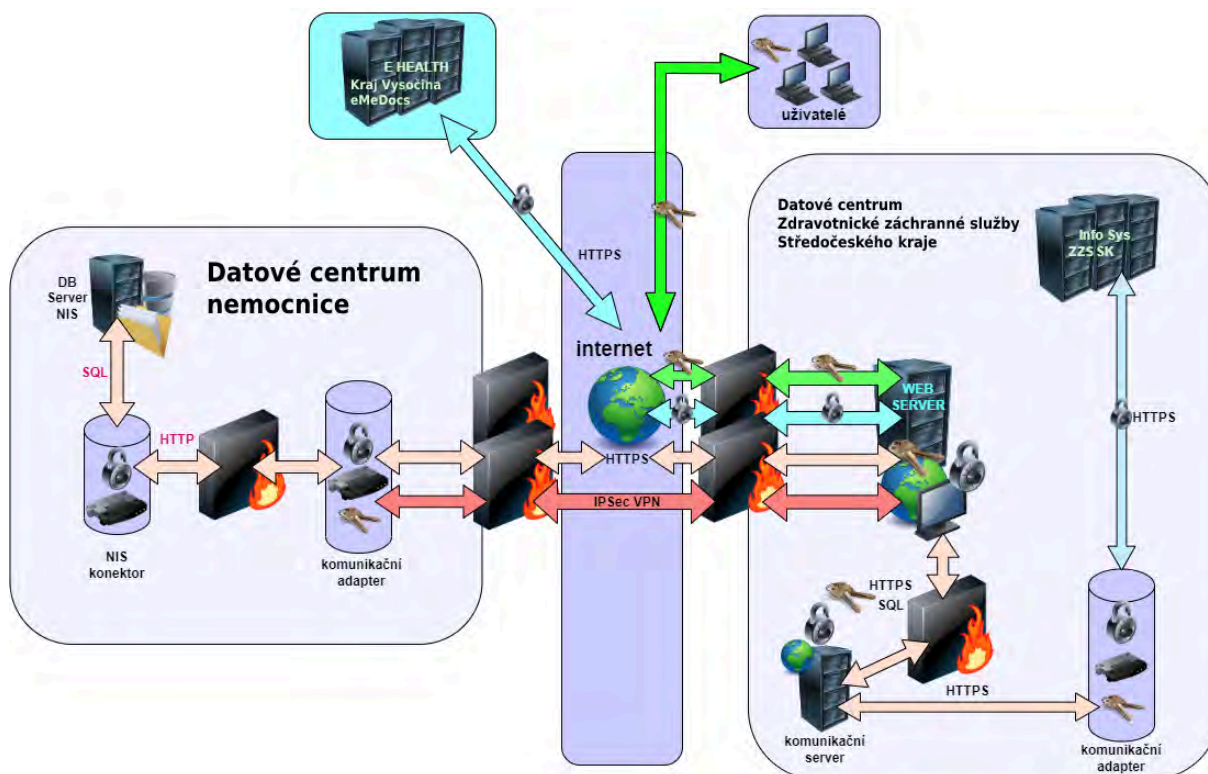 E HEALTH
Kraj Vysočina
eMeDocs
uživatelé
Datové centrum
Zdravotnické záchranné služby
Středočeského kraje
Info Sys
ZZS SK
HTTPS
Datové centrum
nemocnice
DB
Server
NIS
SQL
HTTP
NIS
konektor
komunikační
adapter
internet
HTTPS
IPSec VPN
WEB
SERVER
HTTPS
HTTPS
SQL
HTTPS
komunikační
server
komunikační
adapter